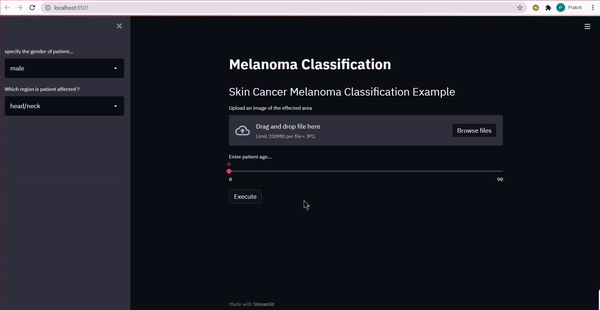 localhost:8501
P
Prakrit
specify the gender of patient...
male
Which region is patient affected ?
head/neck
Melanoma Classification
Skin Cancer Melanoma Classification Example
Upload an image of the effected area
Drag and drop file here
Limit 200MB per file • JPG
Browse files
Enter patient age...
0
0
90
Execute
Made with Streamlit